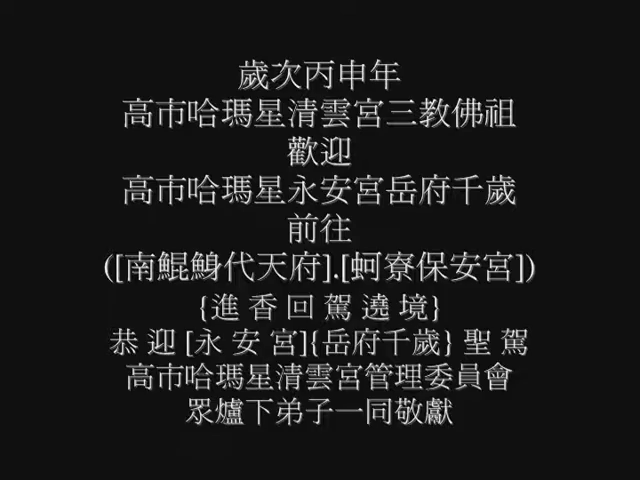 歲次丙申年
高市哈瑪星清雲宮三教佛祖
歡迎
高市哈瑪星永安宮岳府千歲
前往
([南鯤鯓代天府].[蚵寮保安宮])
{進 香 回 駕 遶 境}
恭 迎 [永 安 宮]{岳府千歲} 聖 駕
高市哈瑪星清雲宮管理委員會
眾爐下弟子一同敬獻